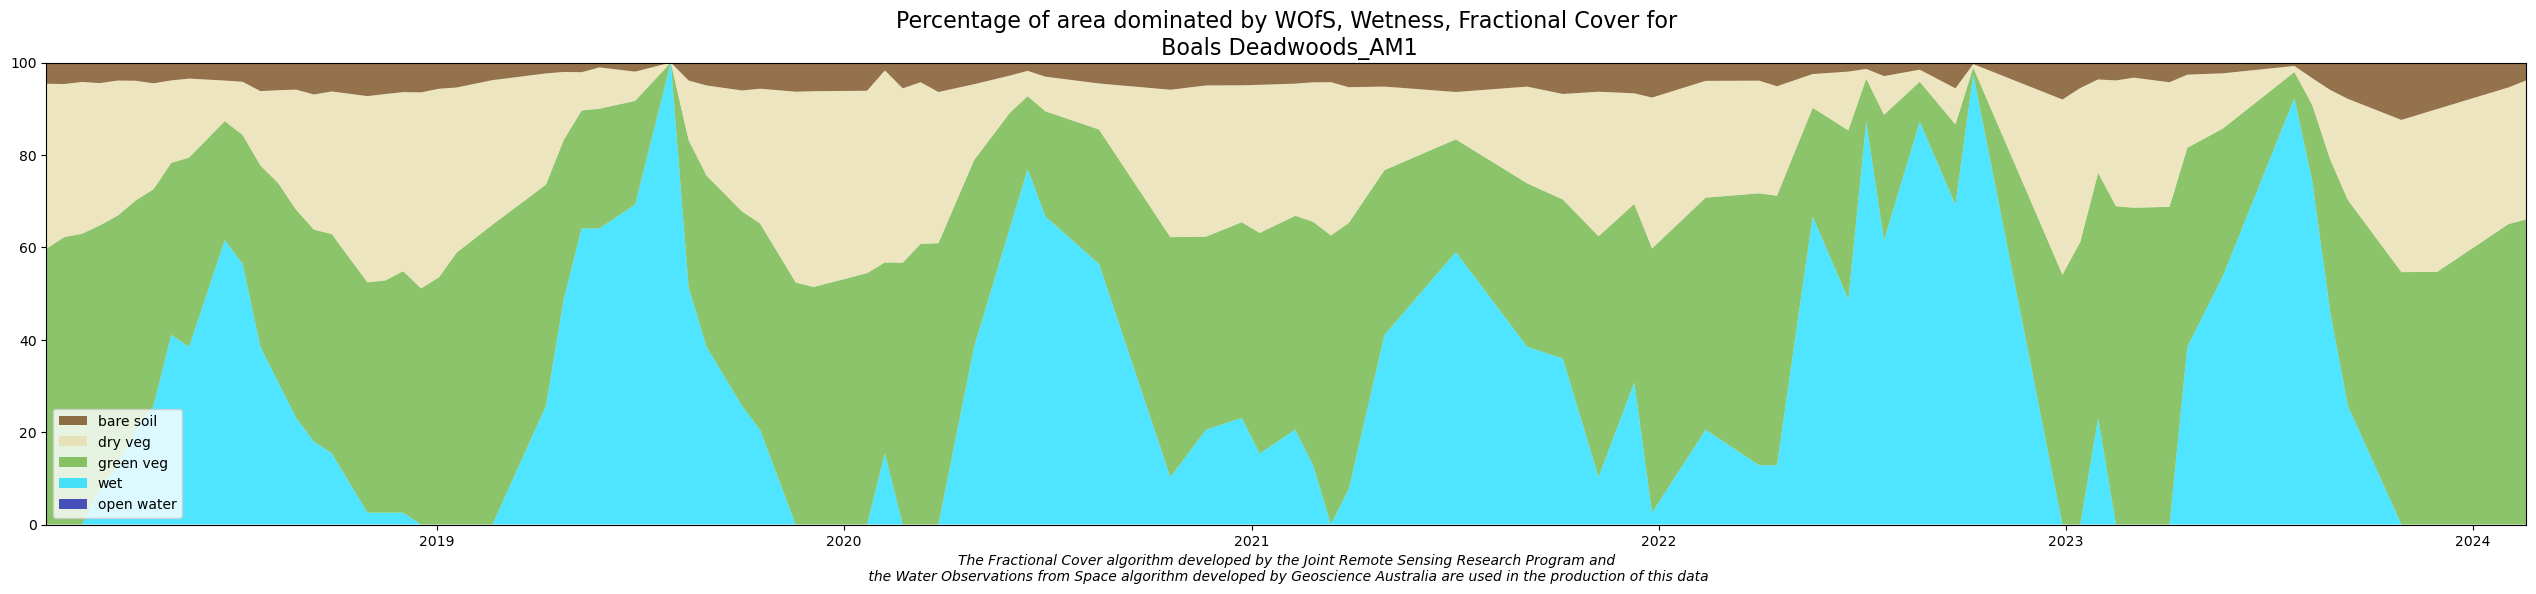 Percentage of area dominated by WOfS, Wetness, Fractional Cover for
Boals Deadwoods_AM1
100
80
60
40
20
0
bare soil
dry veg
green veg
wet
open water
2019
2020
2021
2022
2023
2024
The Fractional Cover algorithm developed by the Joint Remote Sensing Research Program and
the Water Observations from Space algorithm developed by Geoscience Australia are used in the production of this data